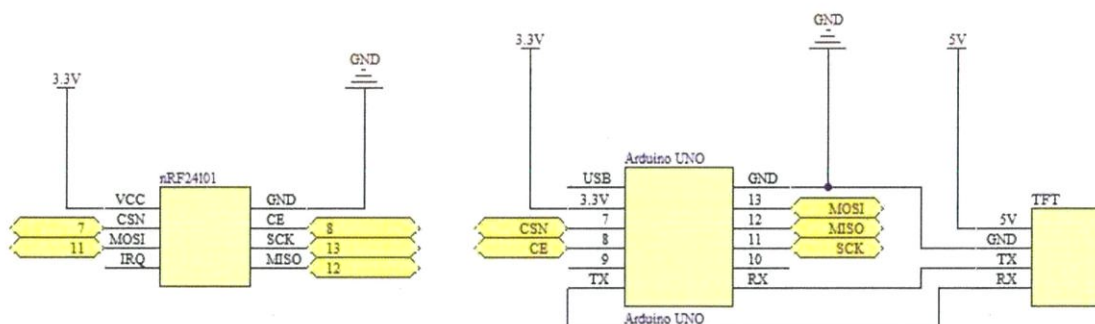 3.3V
GND
nRF24101
VCC
GND
CSN
CE
7
8
MOSI
SCK
11
13
IRQ
MISO
12
3.3V
GND
5V
Arduino UNO
USB
GND
3.3V
13
MOSI
CSN
7
12
MISO
CE
8
11
SCK
9
10
TX
RX
Arduino UNO
TFT
5V
GND
TX
RX